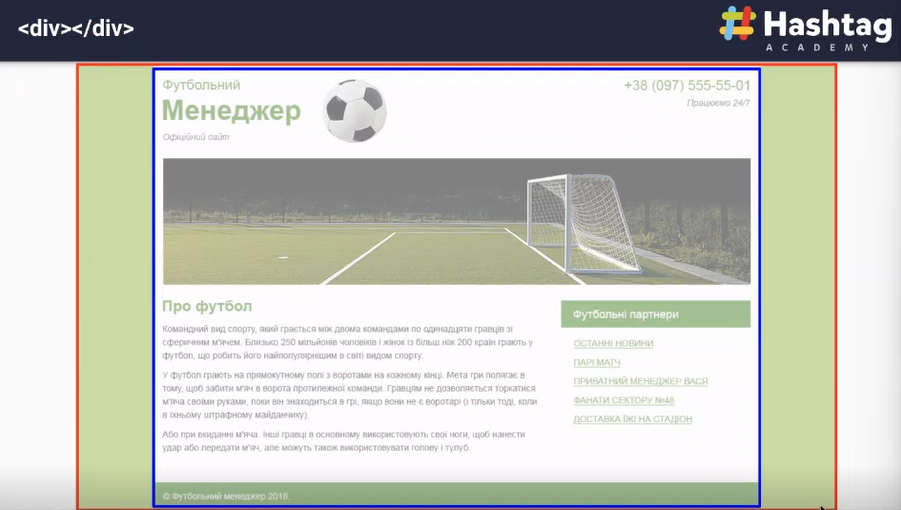 <div></div>
Hashtag
ACADEMY
Футбольний
Менеджер
Офіційний сайт
+38 (097) 555-55-01
Працюємо 24/7
Про футбол
Командний вид спорту, який грається між двома командами по одинадцяти гравців зі
сферичним м'ячем. Близько 250 мільйонів чоловіків і жінок із більш ніж 200 країн грають у
футбол, що робить його найпопулярнішим в світі видом спорту.
У футбол грають на прямокутному полі з воротами на кожному кінці. Мета гри полягає в
тому, щоб забити м'яч в ворота протилежної команди. Гравцям не дозволяється торкатися
м'яча своїми руками, поки він знаходиться в грі, якщо вони не є воротарі (і тільки тоді, коли
в їхньому штрафному майданчику).
Або при вкиданні м'яча. Інші гравці в основному використовують свої ноги, щоб нанести
удар або передати м'яч, але можуть також використовувати голову і тулуб.
Футбольні партнери
ОСТАННІ НОВИНИ
ПАРІ МАТЧ
ПРИВАТНИЙ МЕНЕДЖЕР ВАСЯ
ФАНАТИ СЕКТОРУ №48
ДОСТАВКА ЇЖІ НА СТАДІОН
© Футбольний менеджер 2018.